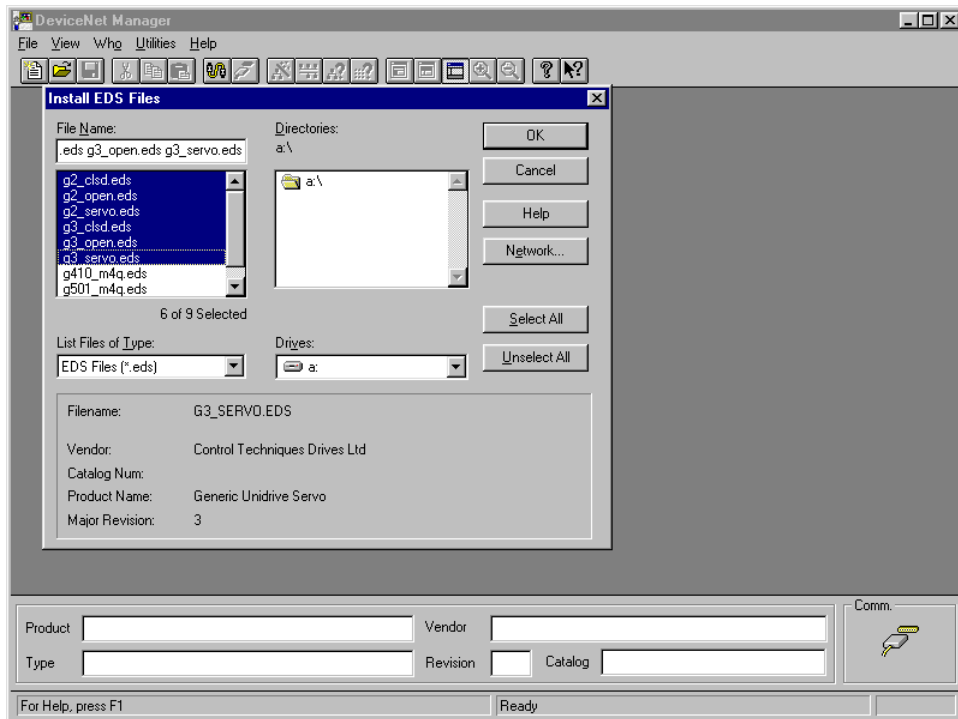 DeviceNet Manager
File View Who Utilities Help
Install EDS Files
File Name:
.eds g3_open.eds g3_servo.eds
g2_clsd.eds
g2_open.eds
g2_servo.eds
g3_clsd.eds
g3_open.eds
g3_servo.eds
g410_m4q.eds
g501_m4q.eds
6 of 9 Selected
List Files of Type:
EDS Files (*.eds)
Directories:
a:\
a:\
Drives:
a:
OK
Cancel
Help
Network...
Select All
Unselect All
Filename: G3_SERVO.EDS
Vendor: Control Techniques Drives Ltd
Catalog Num:
Product Name: Generic Unidrive Servo
Major Revision: 3
Product
Vendor
Type
Revision
Catalog
Comm.
For Help, press F1
Ready